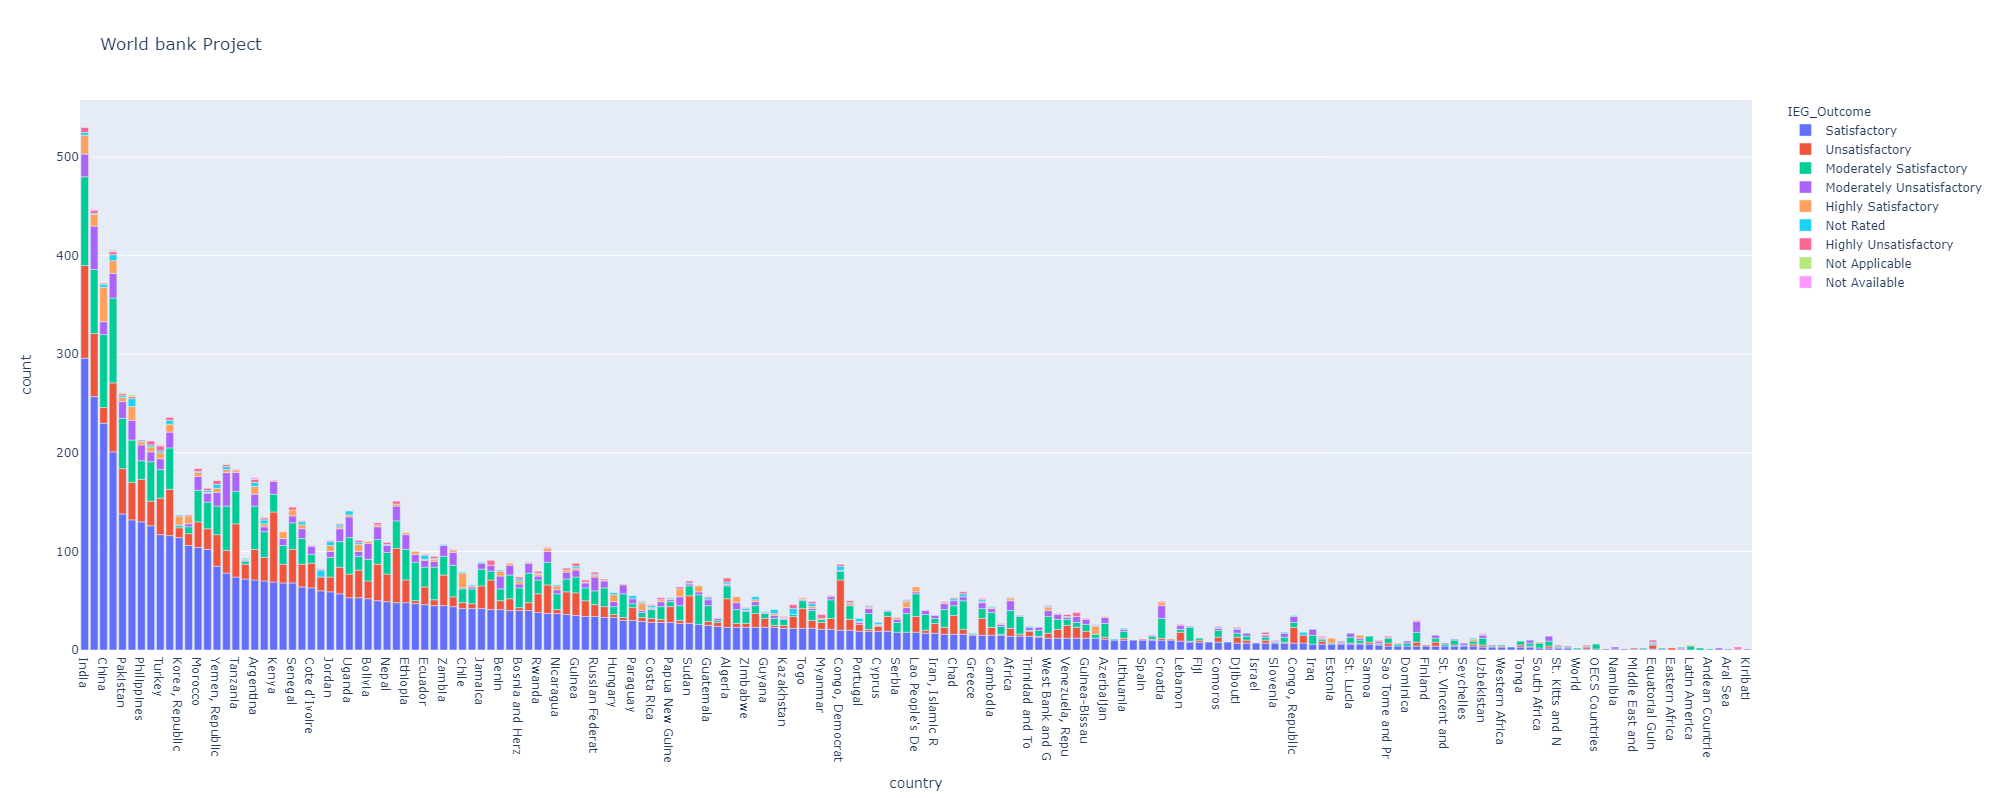 World bank Project
IEG_Outcome
Satisfactory
Unsatisfactory
Moderately Satisfactory
Moderately Unsatisfactory
Highly Satisfactory
Not Rated
Highly Unsatisfactory
Not Applicable
Not Available
count
500
400
300
200
100
0
India
China
Pakistan
Philippines
Turkey
Korea, Republic
Morocco
Yemen, Republic
Tanzania
Argentina
Kenya
Senegal
Cote d'Ivoire
Jordan
Uganda
Bolivia
Nepal
Ethiopia
Ecuador
Zambia
Chile
Jamaica
Benin
Bosnia and Herz
Rwanda
Nicaragua
Guinea
Russian Federat
Hungary
Paraguay
Costa Rica
Papua New Guine
Sudan
Guatemala
Algeria
Zimbabwe
Guyana
Kazakhstan
Togo
Myanmar
Congo, Democrat
Portugal
Cyprus
Serbia
Lao People's De
Iran, Islamic R
Chad
Greece
Cambodia
Africa
Trinidad and To
West Bank and G
Venezuela, Repu
Guinea-Bissau
Azerbaijan
Lithuania
Spain
Croatia
Lebanon
Fiji
Comoros
Djibouti
Israel
Slovenia
Congo, Republic
Iraq
Estonia
St. Lucia
Samoa
Sao Tome and Pr
Dominica
Finland
St. Vincent and
Seychelles
Uzbekistan
Western Africa
Tonga
South Africa
St. Kitts and N
World
OECS Countries
Namibia
Middle East and
Equatorial Guin
Eastern Africa
Latin America
Andean Countrie
Aral Sea
Kiribati
country